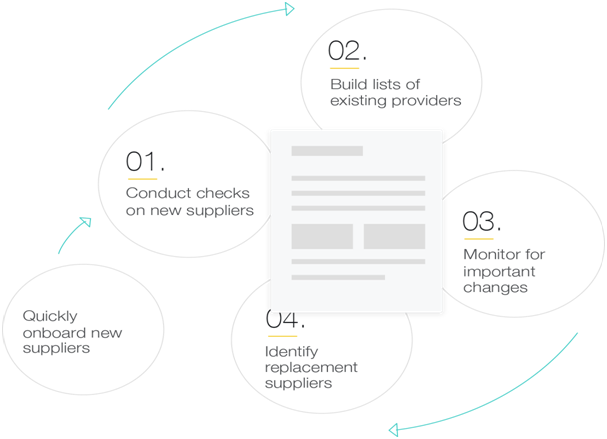 02.
Build lists of
existing providers
01.
Conduct checks
on new suppliers
03.
Monitor for
important
changes
Quickly
onboard new
suppliers
04.
Identify
replacement
suppliers